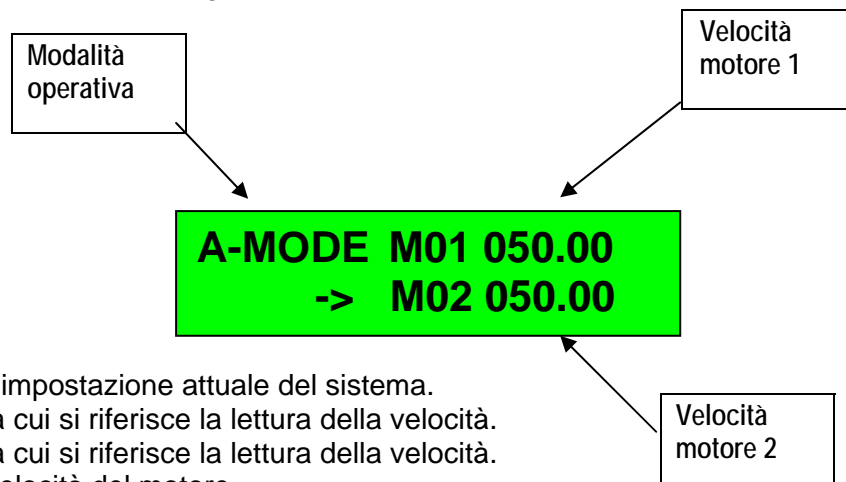 Modalità
operativa
Velocità
motore 1
A-MODE M01 050.00
-> M02 050.00
impostazione attuale del sistema.
a cui si riferisce la lettura della velocità.
a cui si riferisce la lettura della velocità.
Velocità
motore 2